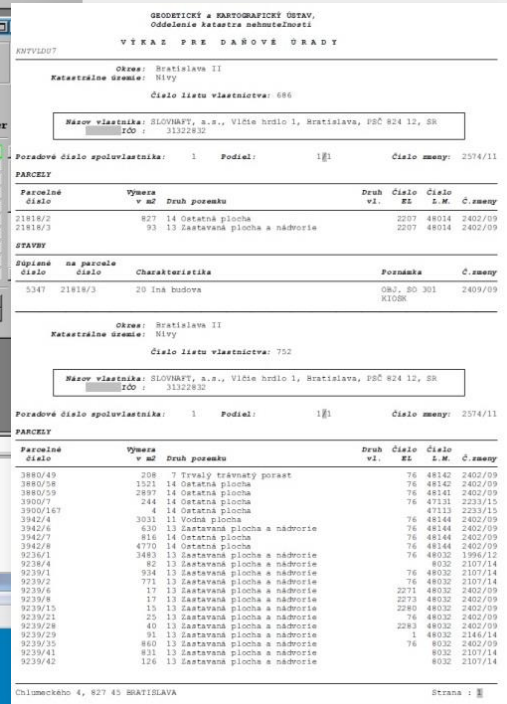 GEODETICKÝ a KARTOGRAFICKÝ ÚSTAV,
Oddelenie katastra nehnuteľností
VÝKAZ PRE DAŇOVÉ ÚRADY
KNTVLD07
Okres: Bratislava II
Katastrálne územie: Nivy
Číslo listu vlastníctva: 686
Názov vlastníka: SLOVNAFT, a.s., Vlčie hrdlo 1, Bratislava, PSČ 824 12, SR
IČO : 31322832
Poradové číslo spoluvlastníka: 1 Podiel: 1/1 Číslo zmeny: 2574/11
PARCELY
Parcelné Výmera Druh Číslo Číslo
číslo v m2 Druh pozemku vl. EL L.M. Č.zmeny
21818/2 827 14 Ostatná plocha 2207 48014 2402/09
21818/3 93 13 Zastavaná plocha a nádvorie 2207 48014 2402/09
STAVBY
Súpisné na parcele
číslo číslo Charakteristika Poznámka Č.zmeny
5347 21818/3 20 Iná budova OBJ. SO 301 2409/09
KIOSK
Okres: Bratislava II
Katastrálne územie: Nivy
Číslo listu vlastníctva: 752
Názov vlastníka: SLOVNAFT, a.s., Vlčie hrdlo 1, Bratislava, PSČ 824 12, SR
IČO : 31322832
Poradové číslo spoluvlastníka: 1 Podiel: 1/1 Číslo zmeny: 2574/11
PARCELY
Parcelné Výmera Druh Číslo Číslo
číslo v m2 Druh pozemku vl. EL L.M. Č.zmeny
3880/49 208 7 Trvalý trávnatý porast 76 48142 2402/09
3880/58 1521 14 Ostatná plocha 76 48142 2402/09
3880/59 2897 14 Ostatná plocha 76 48141 2402/09
3900/7 244 14 Ostatná plocha 76 47131 2233/15
3900/167 4 14 Ostatná plocha 47113 2233/15
3942/4 3031 11 Vodná plocha 76 48144 2402/09
3942/6 630 13 Zastavaná plocha a nádvorie 76 48144 2402/09
3942/7 816 14 Ostatná plocha 76 48144 2402/09
3942/8 4770 14 Ostatná plocha 76 48144 2402/09
9236/1 3483 13 Zastavaná plocha a nádvorie 76 48032 1996/12
9238/4 82 13 Zastavaná plocha a nádvorie 8032 2107/14
9239/1 934 13 Zastavaná plocha a nádvorie 76 48032 2107/14
9239/2 771 13 Zastavaná plocha a nádvorie 76 48032 2107/14
9239/6 17 13 Zastavaná plocha a nádvorie 2271 48032 2402/09
9239/8 17 13 Zastavaná plocha a nádvorie 2273 48032 2402/09
9239/15 15 13 Zastavaná plocha a nádvorie 2280 48032 2402/09
9239/21 25 13 Zastavaná plocha a nádvorie 76 48032 2402/09
9239/28 40 13 Zastavaná plocha a nádvorie 2283 48032 2402/09
9239/29 91 13 Zastavaná plocha a nádvorie 1 48032 2146/14
9239/35 860 13 Zastavaná plocha a nádvorie 76 8032 2402/09
9239/41 831 13 Zastavaná plocha a nádvorie 8032 2107/14
9239/42 126 13 Zastavaná plocha a nádvorie 8032 2107/14
Chlumeckého 4, 827 45 BRATISLAVA Strana : 1